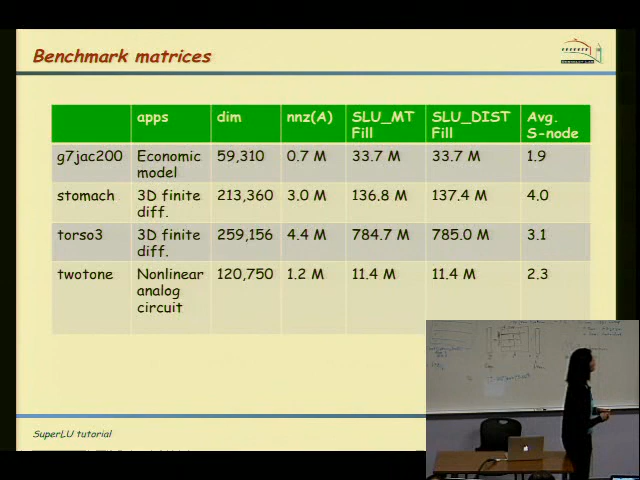 Benchmark matrices
apps dim nnz(A) SLU_MT Fill SLU_DIST Fill Avg. S-node
g7jac200 Economic model 59,310 0.7 M 33.7 M 33.7 M 1.9
stomach 3D finite diff. 213,360 3.0 M 136.8 M 137.4 M 4.0
torso3 3D finite diff. 259,156 4.4 M 784.7 M 785.0 M 3.1
twotone Nonlinear analog circuit 120,750 1.2 M 11.4 M 11.4 M 2.3
SuperLU tutorial